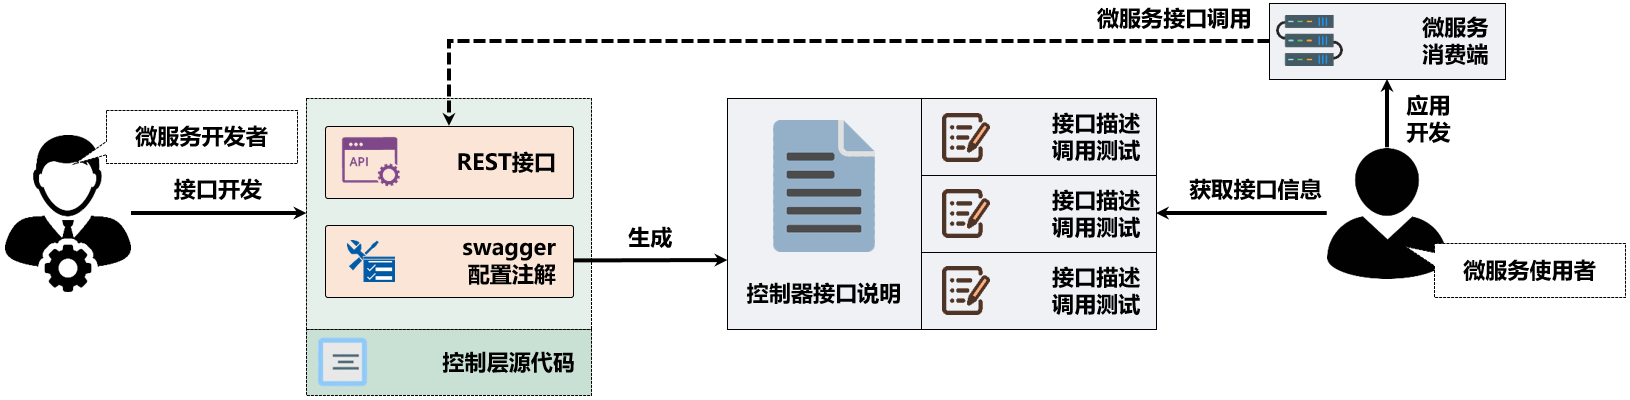 微服务接口调用
微服务
消费端
微服务开发者
接口开发
API
REST接口
swagger
配置注解
控制层源代码
生成
控制器接口说明
接口描述
调用测试
接口描述
调用测试
接口描述
调用测试
应用
开发
获取接口信息
微服务使用者